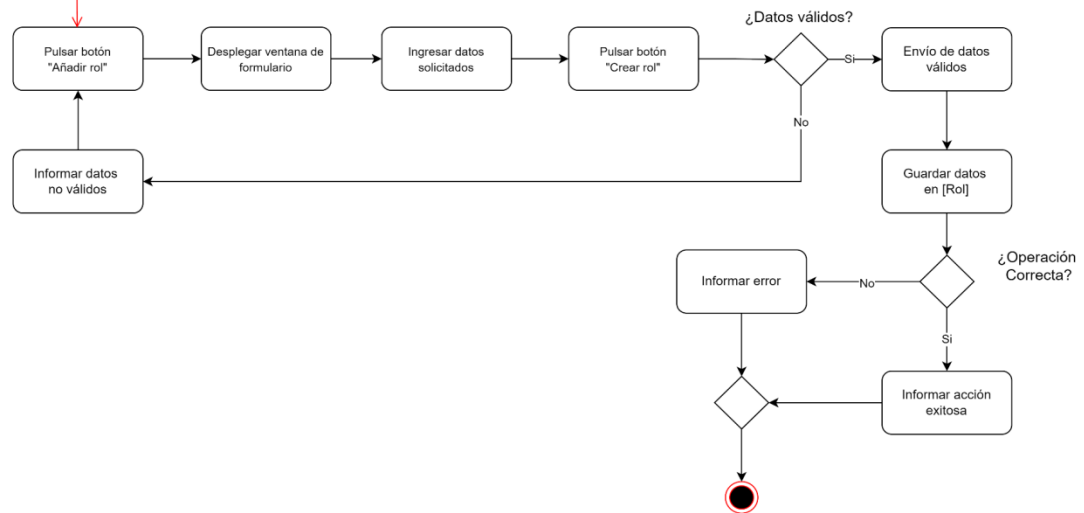 ¿Datos válidos?
Pulsar botón
"Añadir rol"
Desplegar ventana de
formulario
Ingresar datos
solicitados
Pulsar botón
"Crear rol"
Si
Envío de datos
válidos
No
Informar datos
no válidos
Guardar datos
en [Rol]
¿Operación
Correcta?
Informar error
No
Si
Informar acción
exitosa